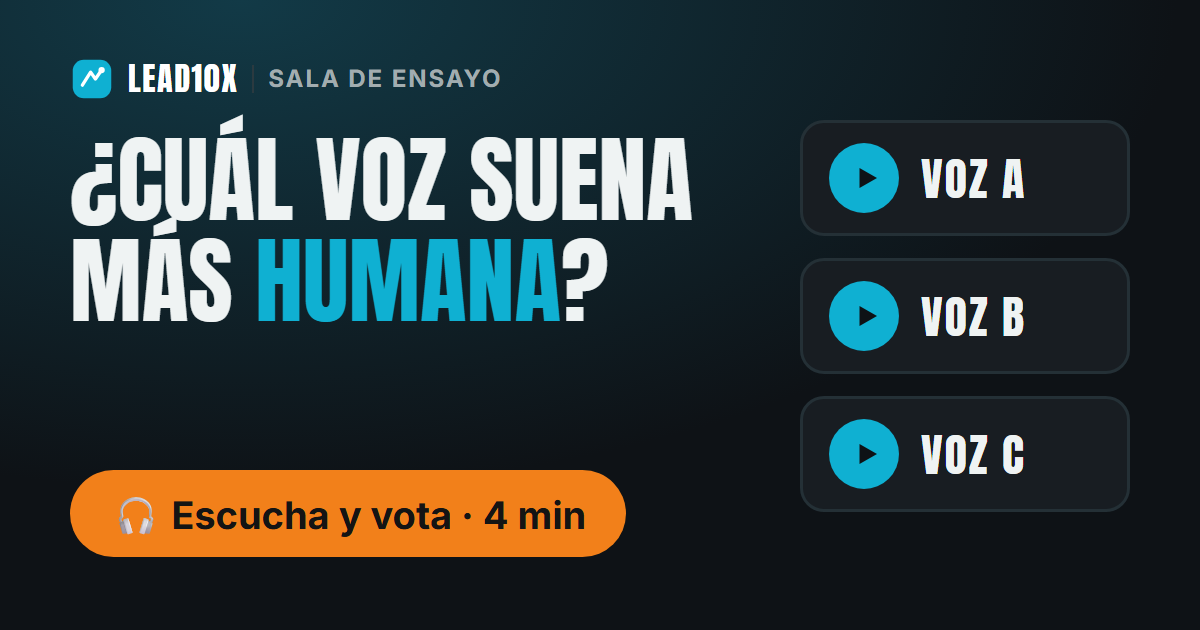 LEAD10X | SALA DE ENSAYO
¿CUÁL VOZ SUENA
MÁS HUMANA?
🎧 Escucha y vota · 4 min
VOZ A
VOZ B
VOZ C